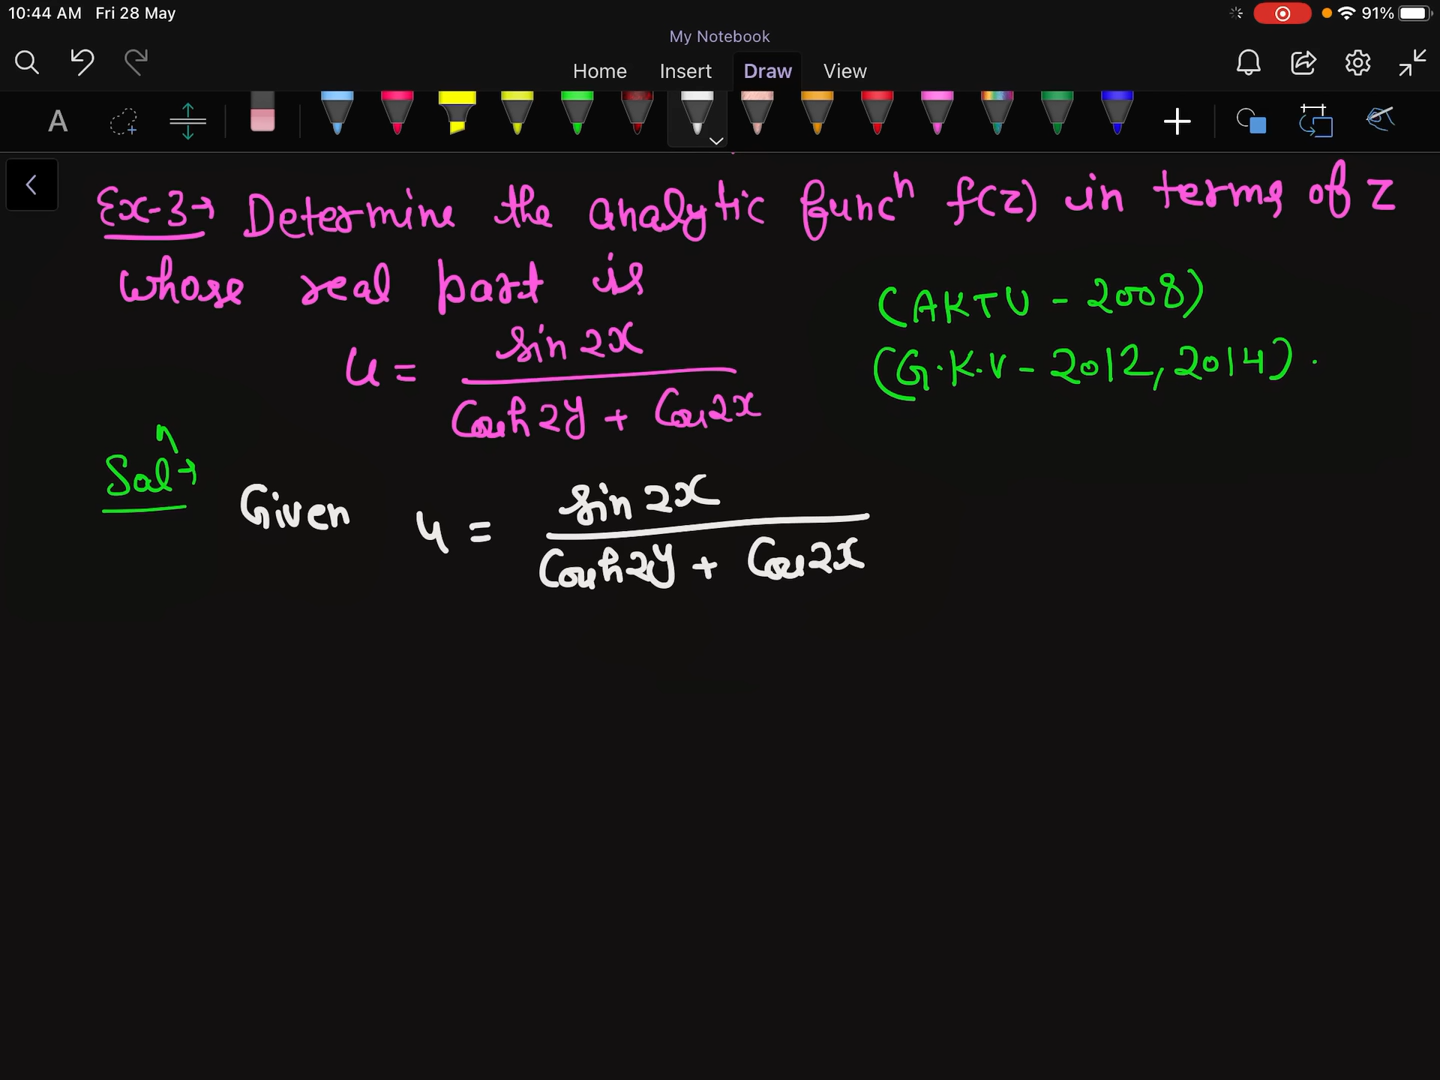 10:44 AM Fri 28 May
91%
My Notebook
Home Insert Draw View
A
Ex-3→ Determine the analytic funcⁿ f(z) in terms of z
whose real part is
(AKTU - 2008)
u = sin 2x / Cosh 2y + Cos 2x
(G.K.V - 2012, 2014).
Solⁿ→
Given u = sin 2x / Cosh 2y + Cos 2x